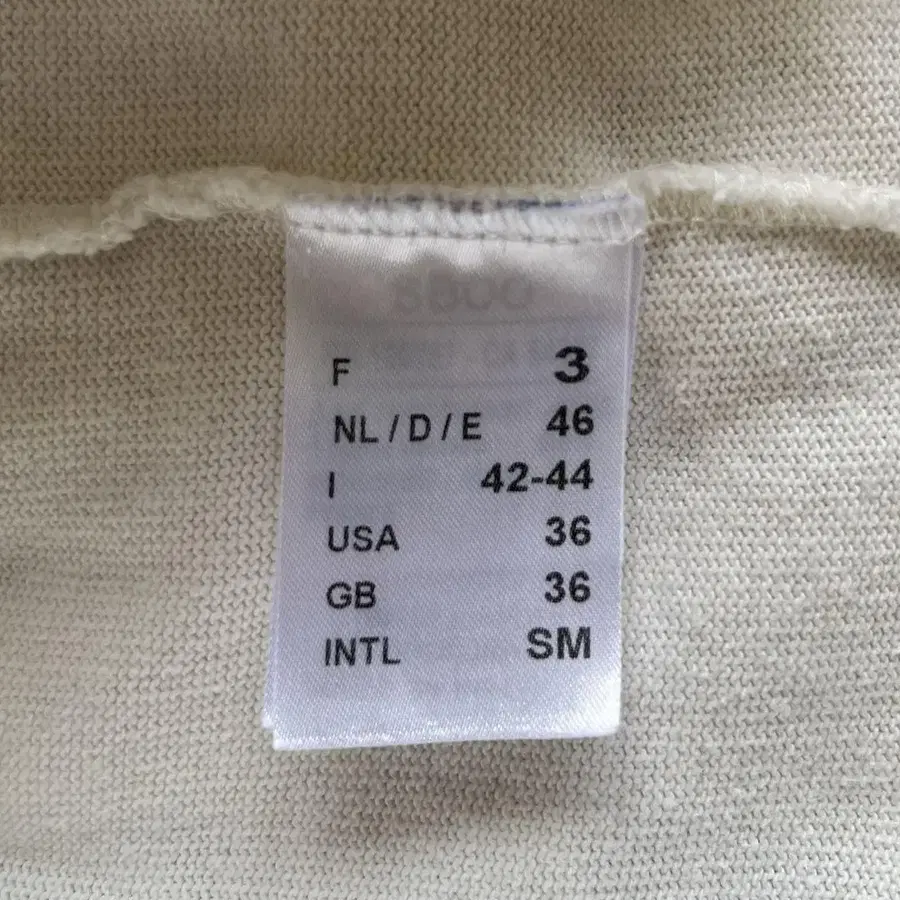 F 3
NL / D / E 46
I 42-44
USA 36
GB 36
INTL SM